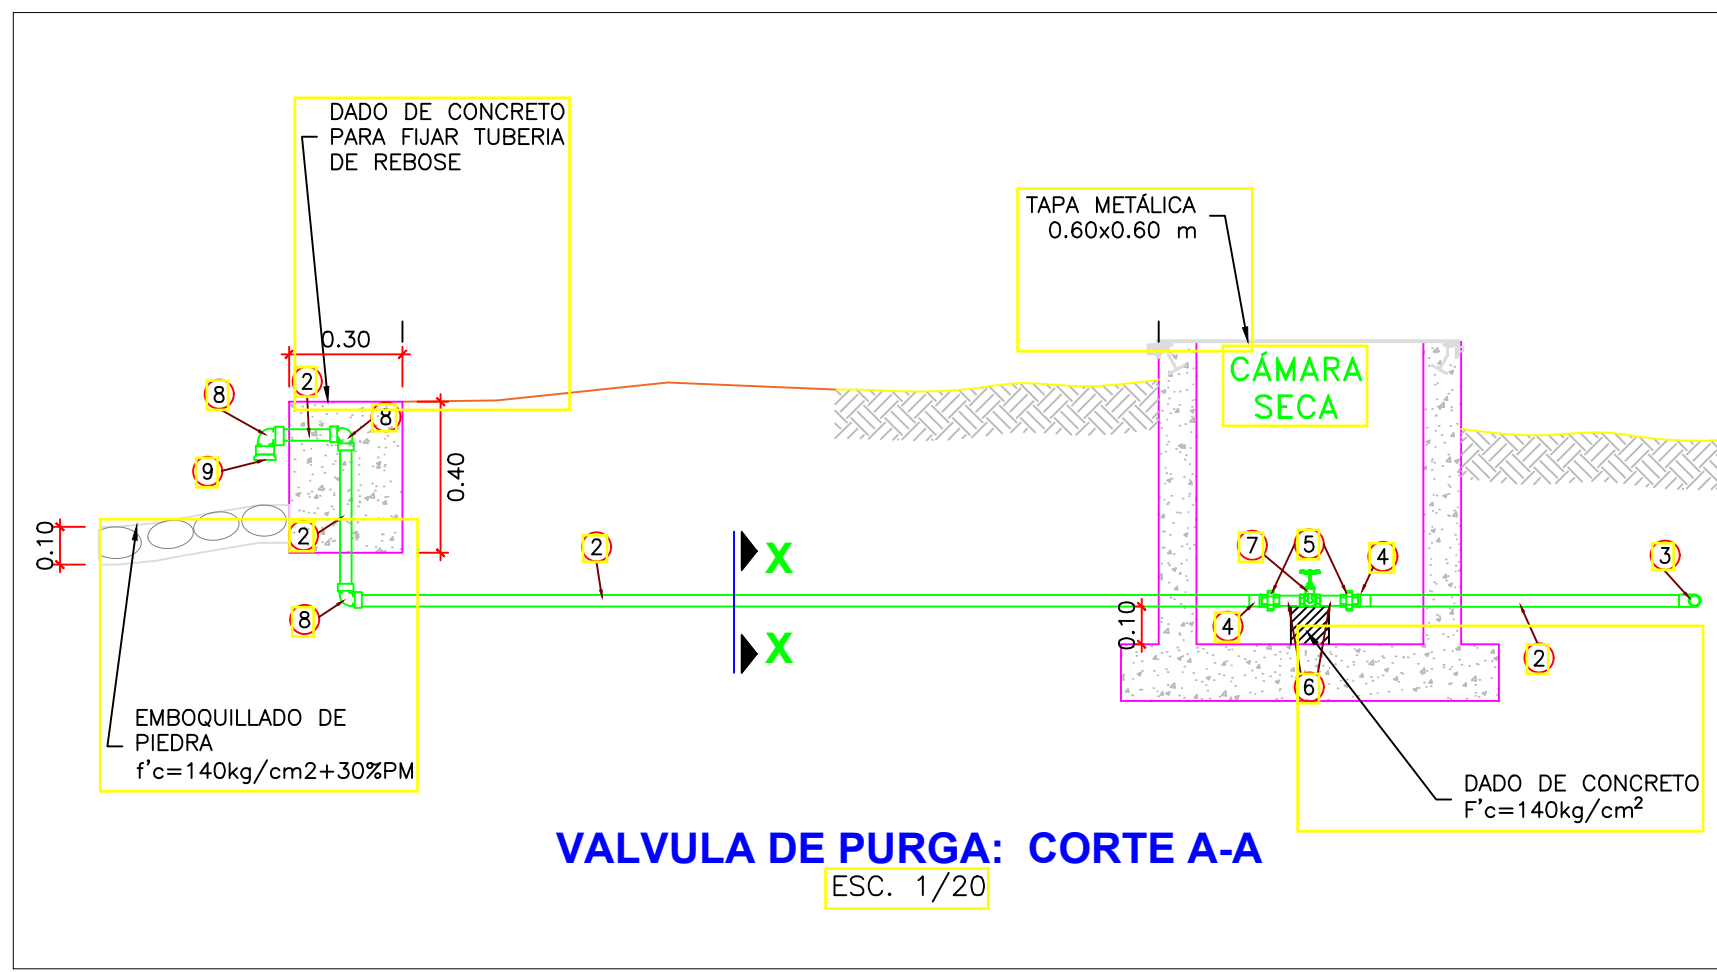 DADO DE CONCRETO
PARA FIJAR TUBERIA
DE REBOSE
TAPA METÁLICA
0.60x0.60 m
0.30
CÁMARA
SECA
2
8
8
9
0.40
0.10
2
2
8
X
X
7
5
4
3
4
0.10
6
2
EMBOQUILLADO DE
PIEDRA
f'c=140kg/cm2+30%PM
DADO DE CONCRETO
F'c=140kg/cm²
VALVULA DE PURGA: CORTE A-A
ESC. 1/20